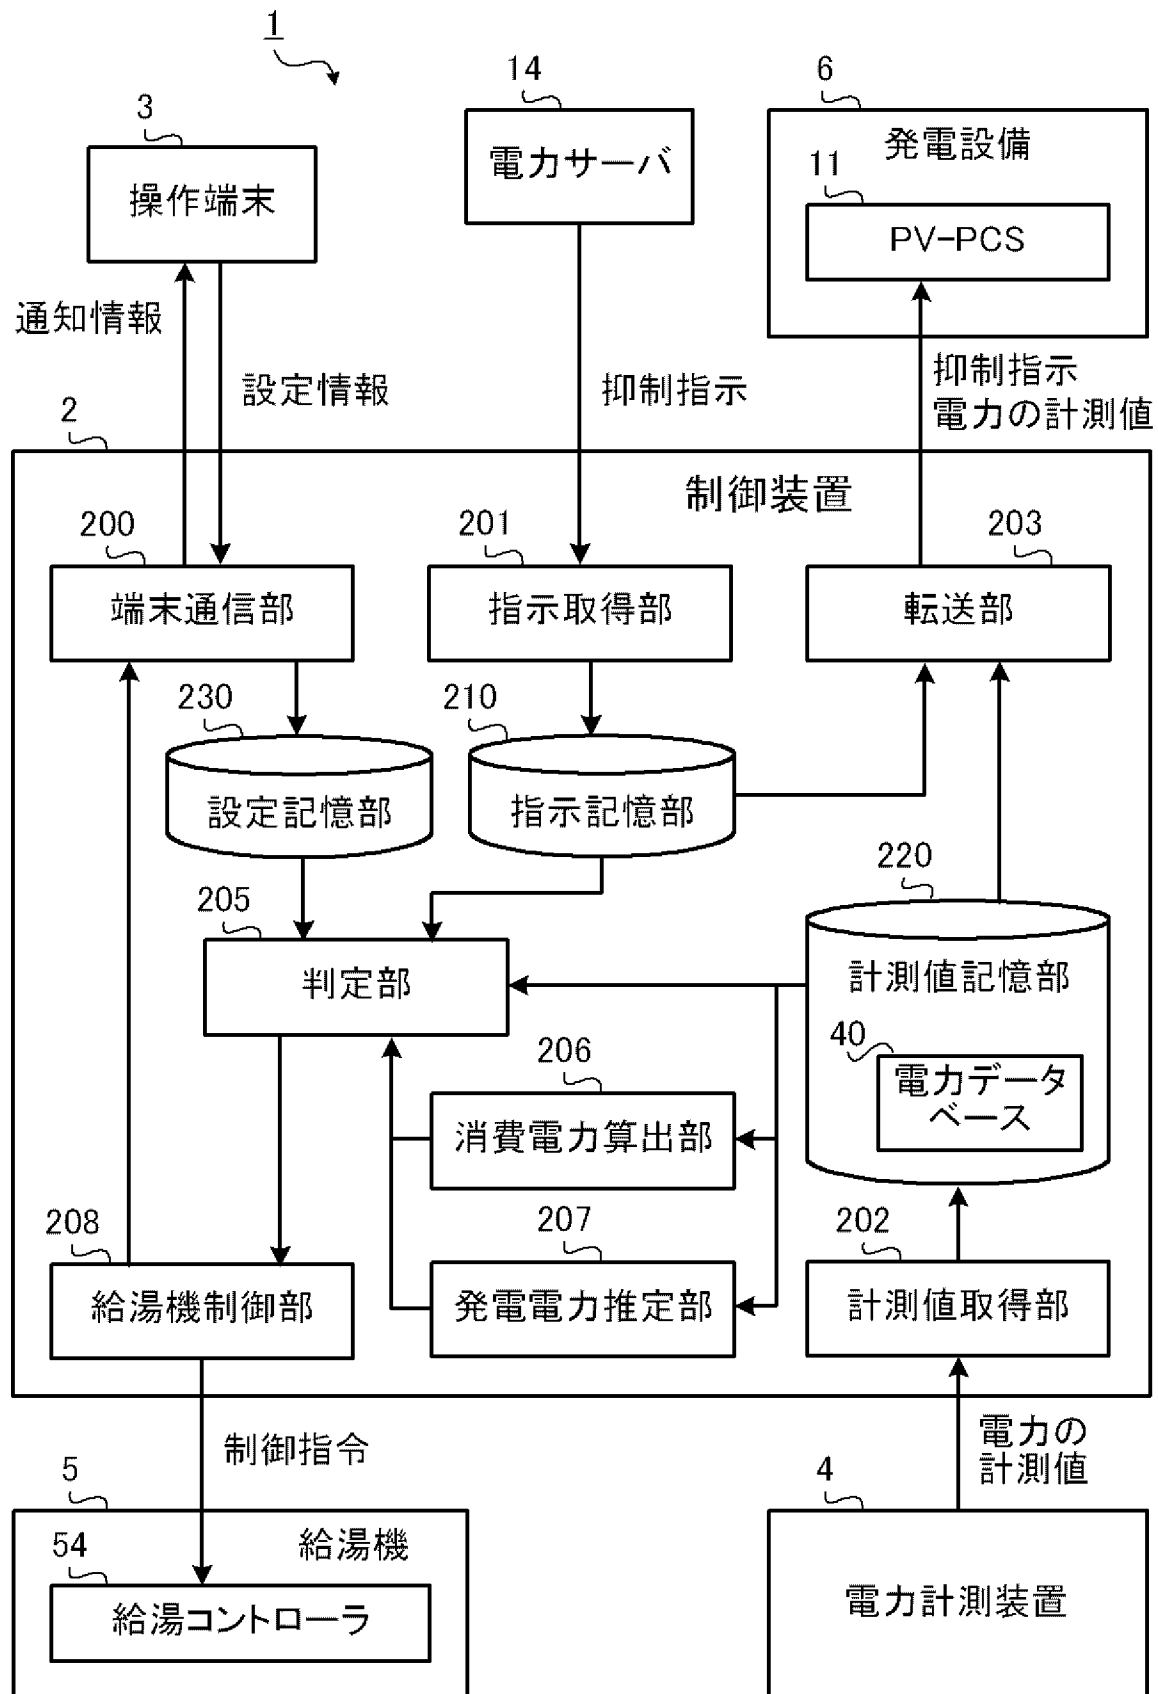 1
3
操作端末
14
電力サーバ
6
発電設備
11
PV-PCS
通知情報
設定情報
抑制指示
抑制指示
電力の計測値
2
制御装置
200
端末通信部
201
指示取得部
203
転送部
230
設定記憶部
210
指示記憶部
220
計測値記憶部
40
電力データ
ベース
205
判定部
206
消費電力算出部
207
発電電力推定部
208
給湯機制御部
202
計測値取得部
制御指令
電力の
計測値
5
給湯機
54
給湯コントローラ
4
電力計測装置